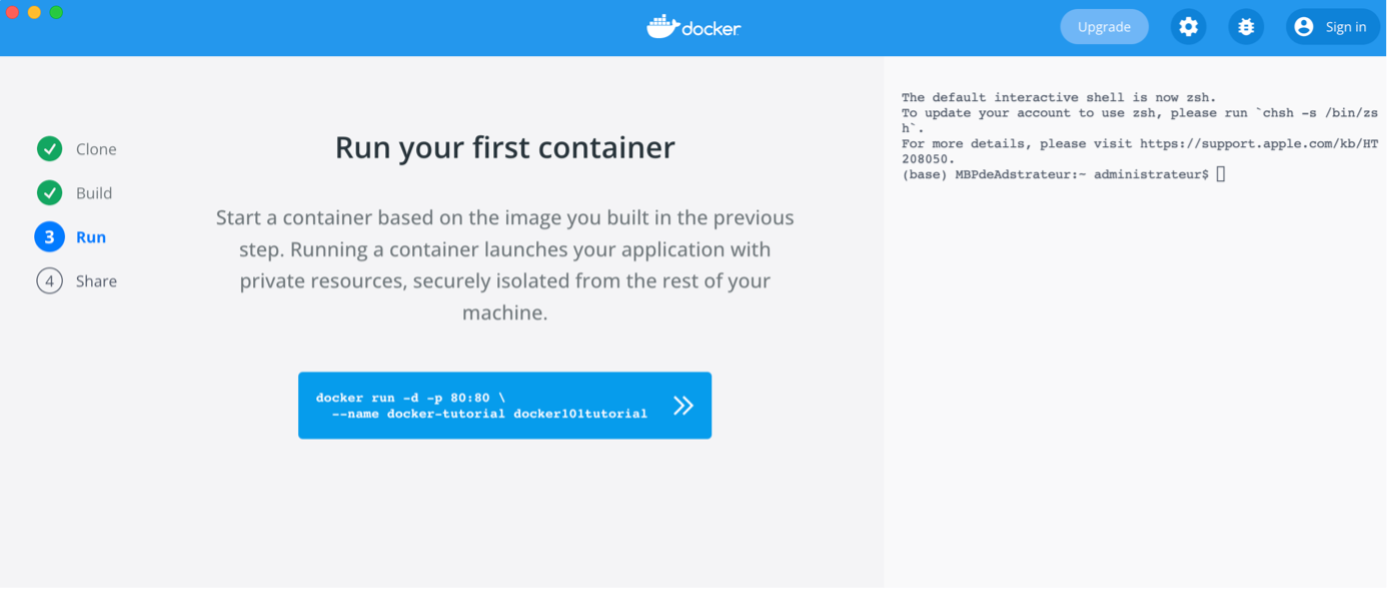 docker
Upgrade
Sign in
Clone
Build
3 Run
4 Share
Run your first container
Start a container based on the image you built in the previous
step. Running a container launches your application with
private resources, securely isolated from the rest of your
machine.
docker run -d -p 80:80 \
--name docker-tutorial docker101tutorial
The default interactive shell is now zsh.
To update your account to use zsh, please run `chsh -s /bin/zs
h`.
For more details, please visit https://support.apple.com/kb/HT
208050.
(base) MBPdeAdstrateur:~ administrateur$